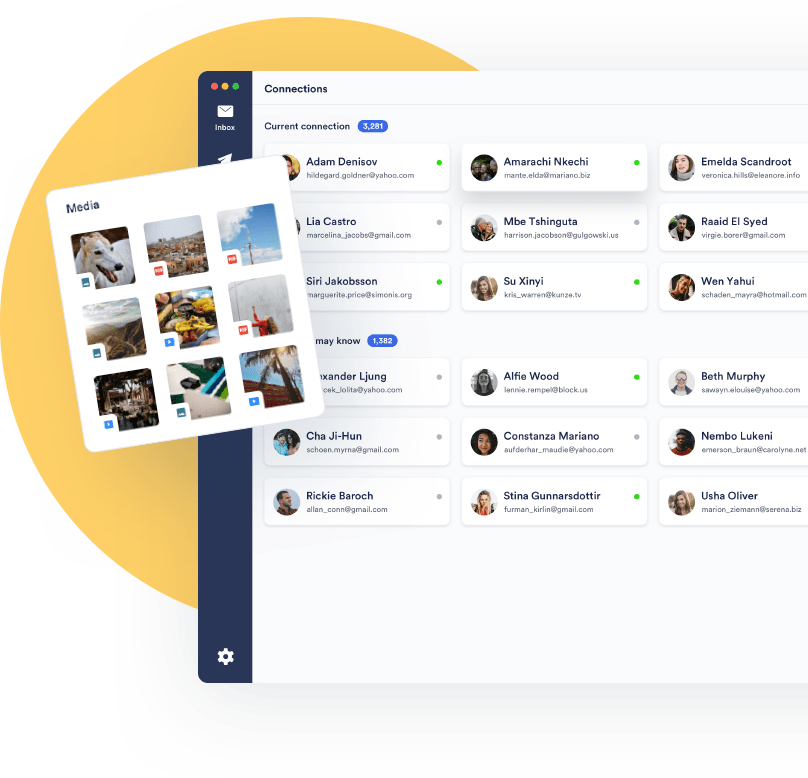 Connections
Inbox
Current connection 3,281
Adam Denisov
hildegard.goldner@yahoo.com
Amarachi Nkechi
mante.elda@mariano.biz
Emelda Scandroot
veronica.hills@eleanore.info
Media
Lia Castro
marcelina_jacobs@gmail.com
Mbe Tshinguta
harrison.jacobson@gulgowski.us
Raaid El Syed
virgie.borer@gmail.com
PDF
PDF
Siri Jakobsson
marguerite.price@simonis.org
Su Xinyi
kris_warren@kunze.tv
Wen Yahui
schaden_mayra@hotmail.com
PDF
may know 1,382
exander Ljung
cek_lolita@yahoo.com
Alfie Wood
lennie.rempel@block.us
Beth Murphy
sawayn.elouise@yahoo.com
Cha Ji-Hun
schoen.myrna@gmail.com
Constanza Mariano
aufderhar_maudie@yahoo.com
Nembo Lukeni
emerson_braun@carolyne.net
Rickie Baroch
allan_conn@gmail.com
Stina Gunnarsdottir
furman_kirlin@gmail.com
Usha Oliver
marion_ziemann@serena.biz